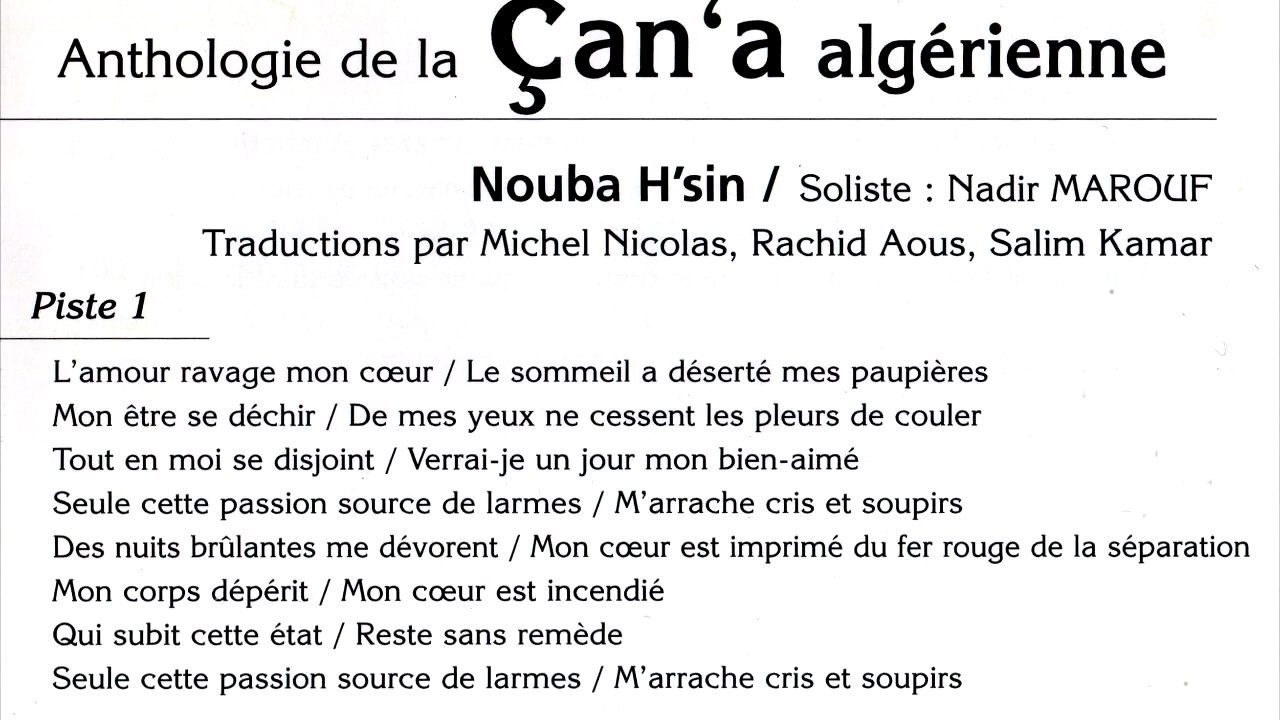 Anthologie de la Çan‘a algérienne
Nouba H’sin / Soliste : Nadir MAROUF
Traductions par Michel Nicolas, Rachid Aous, Salim Kamar
Piste 1
L’amour ravage mon cœur / Le sommeil a déserté mes paupières
Mon être se déchir / De mes yeux ne cessent les pleurs de couler
Tout en moi se disjoint / Verrai-je un jour mon bien-aimé
Seule cette passion source de larmes / M’arrache cris et soupirs
Des nuits brûlantes me dévorent / Mon cœur est imprimé du fer rouge de la séparation
Mon corps dépérit / Mon cœur est incendié
Qui subit cette état / Reste sans remède
Seule cette passion source de larmes / M’arrache cris et soupirs